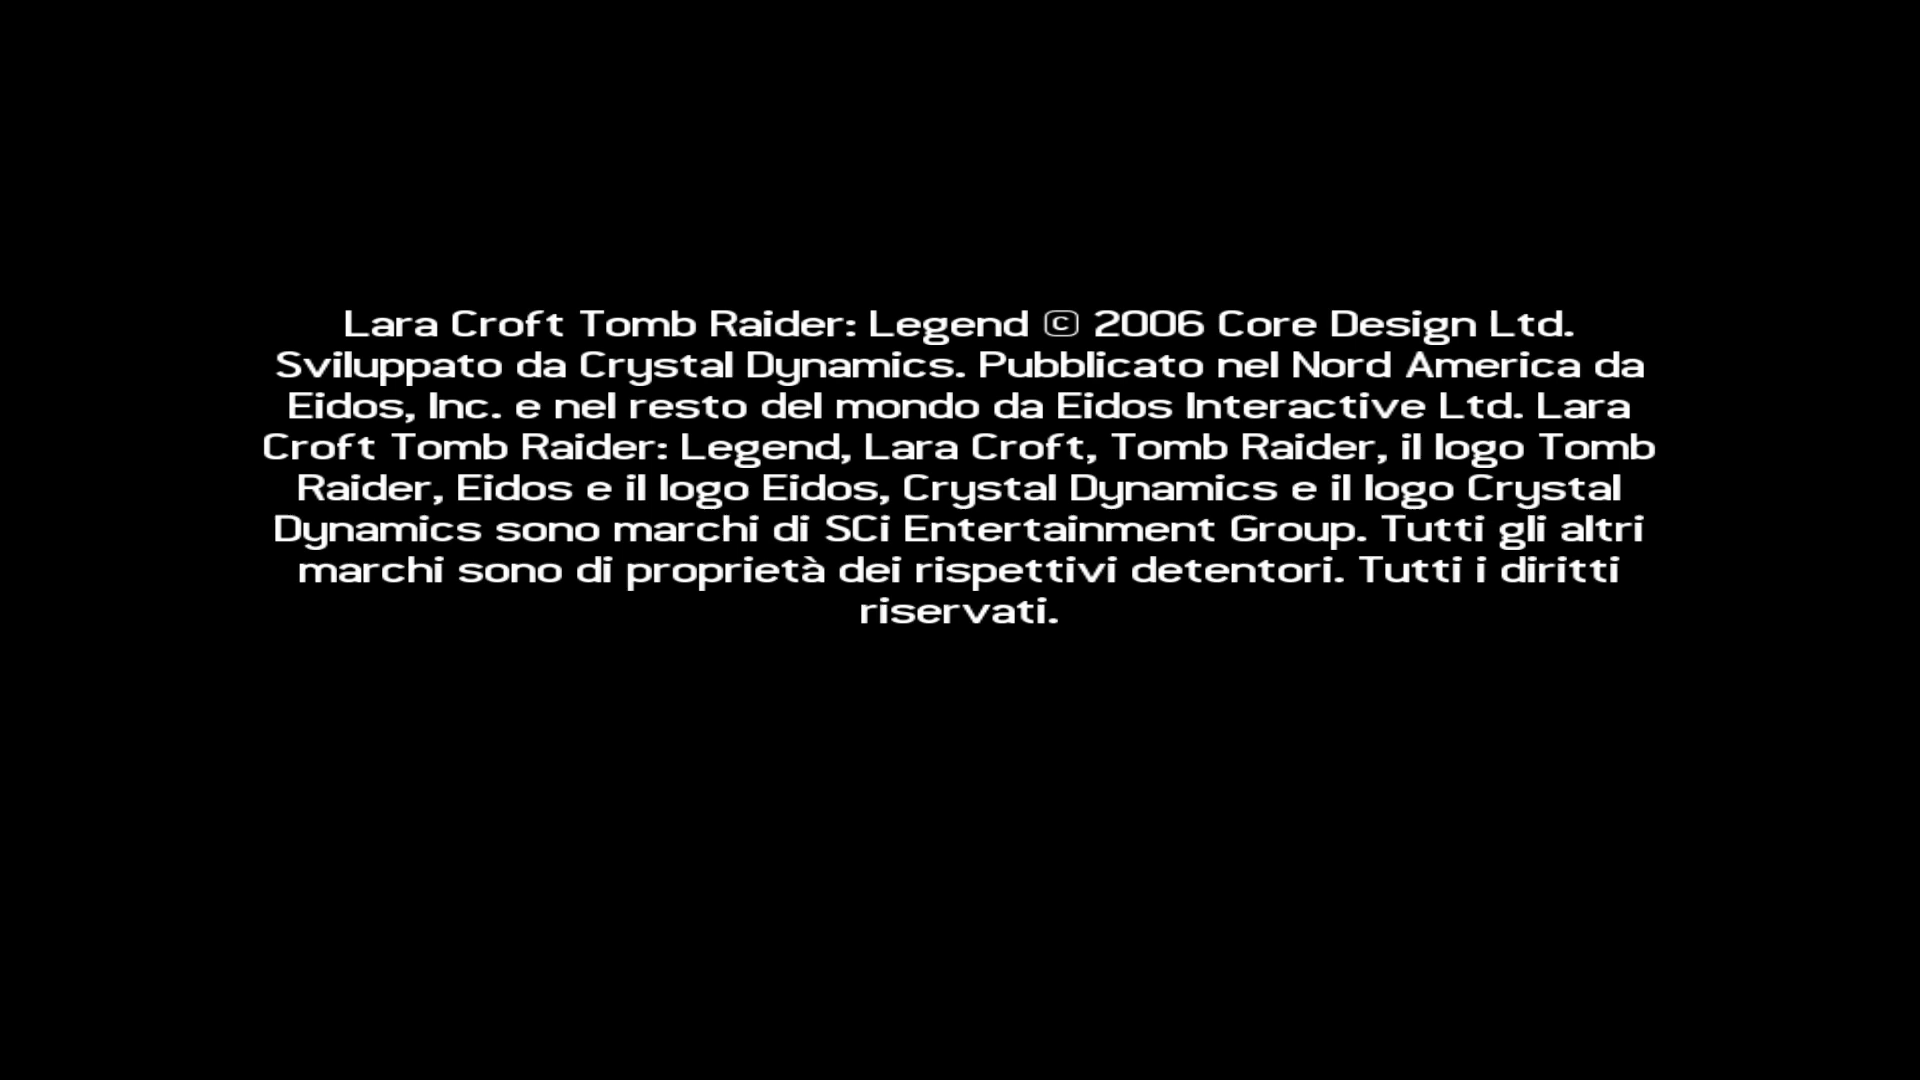 Lara Croft Tomb Raider: Legend © 2006 Core Design Ltd.
Sviluppato da Crystal Dynamics. Pubblicato nel Nord America da
Eidos, Inc. e nel resto del mondo da Eidos Interactive Ltd. Lara
Croft Tomb Raider: Legend, Lara Croft, Tomb Raider, il logo Tomb
Raider, Eidos e il logo Eidos, Crystal Dynamics e il logo Crystal
Dynamics sono marchi di SCi Entertainment Group. Tutti gli altri
marchi sono di proprietà dei rispettivi detentori. Tutti i diritti
riservati.